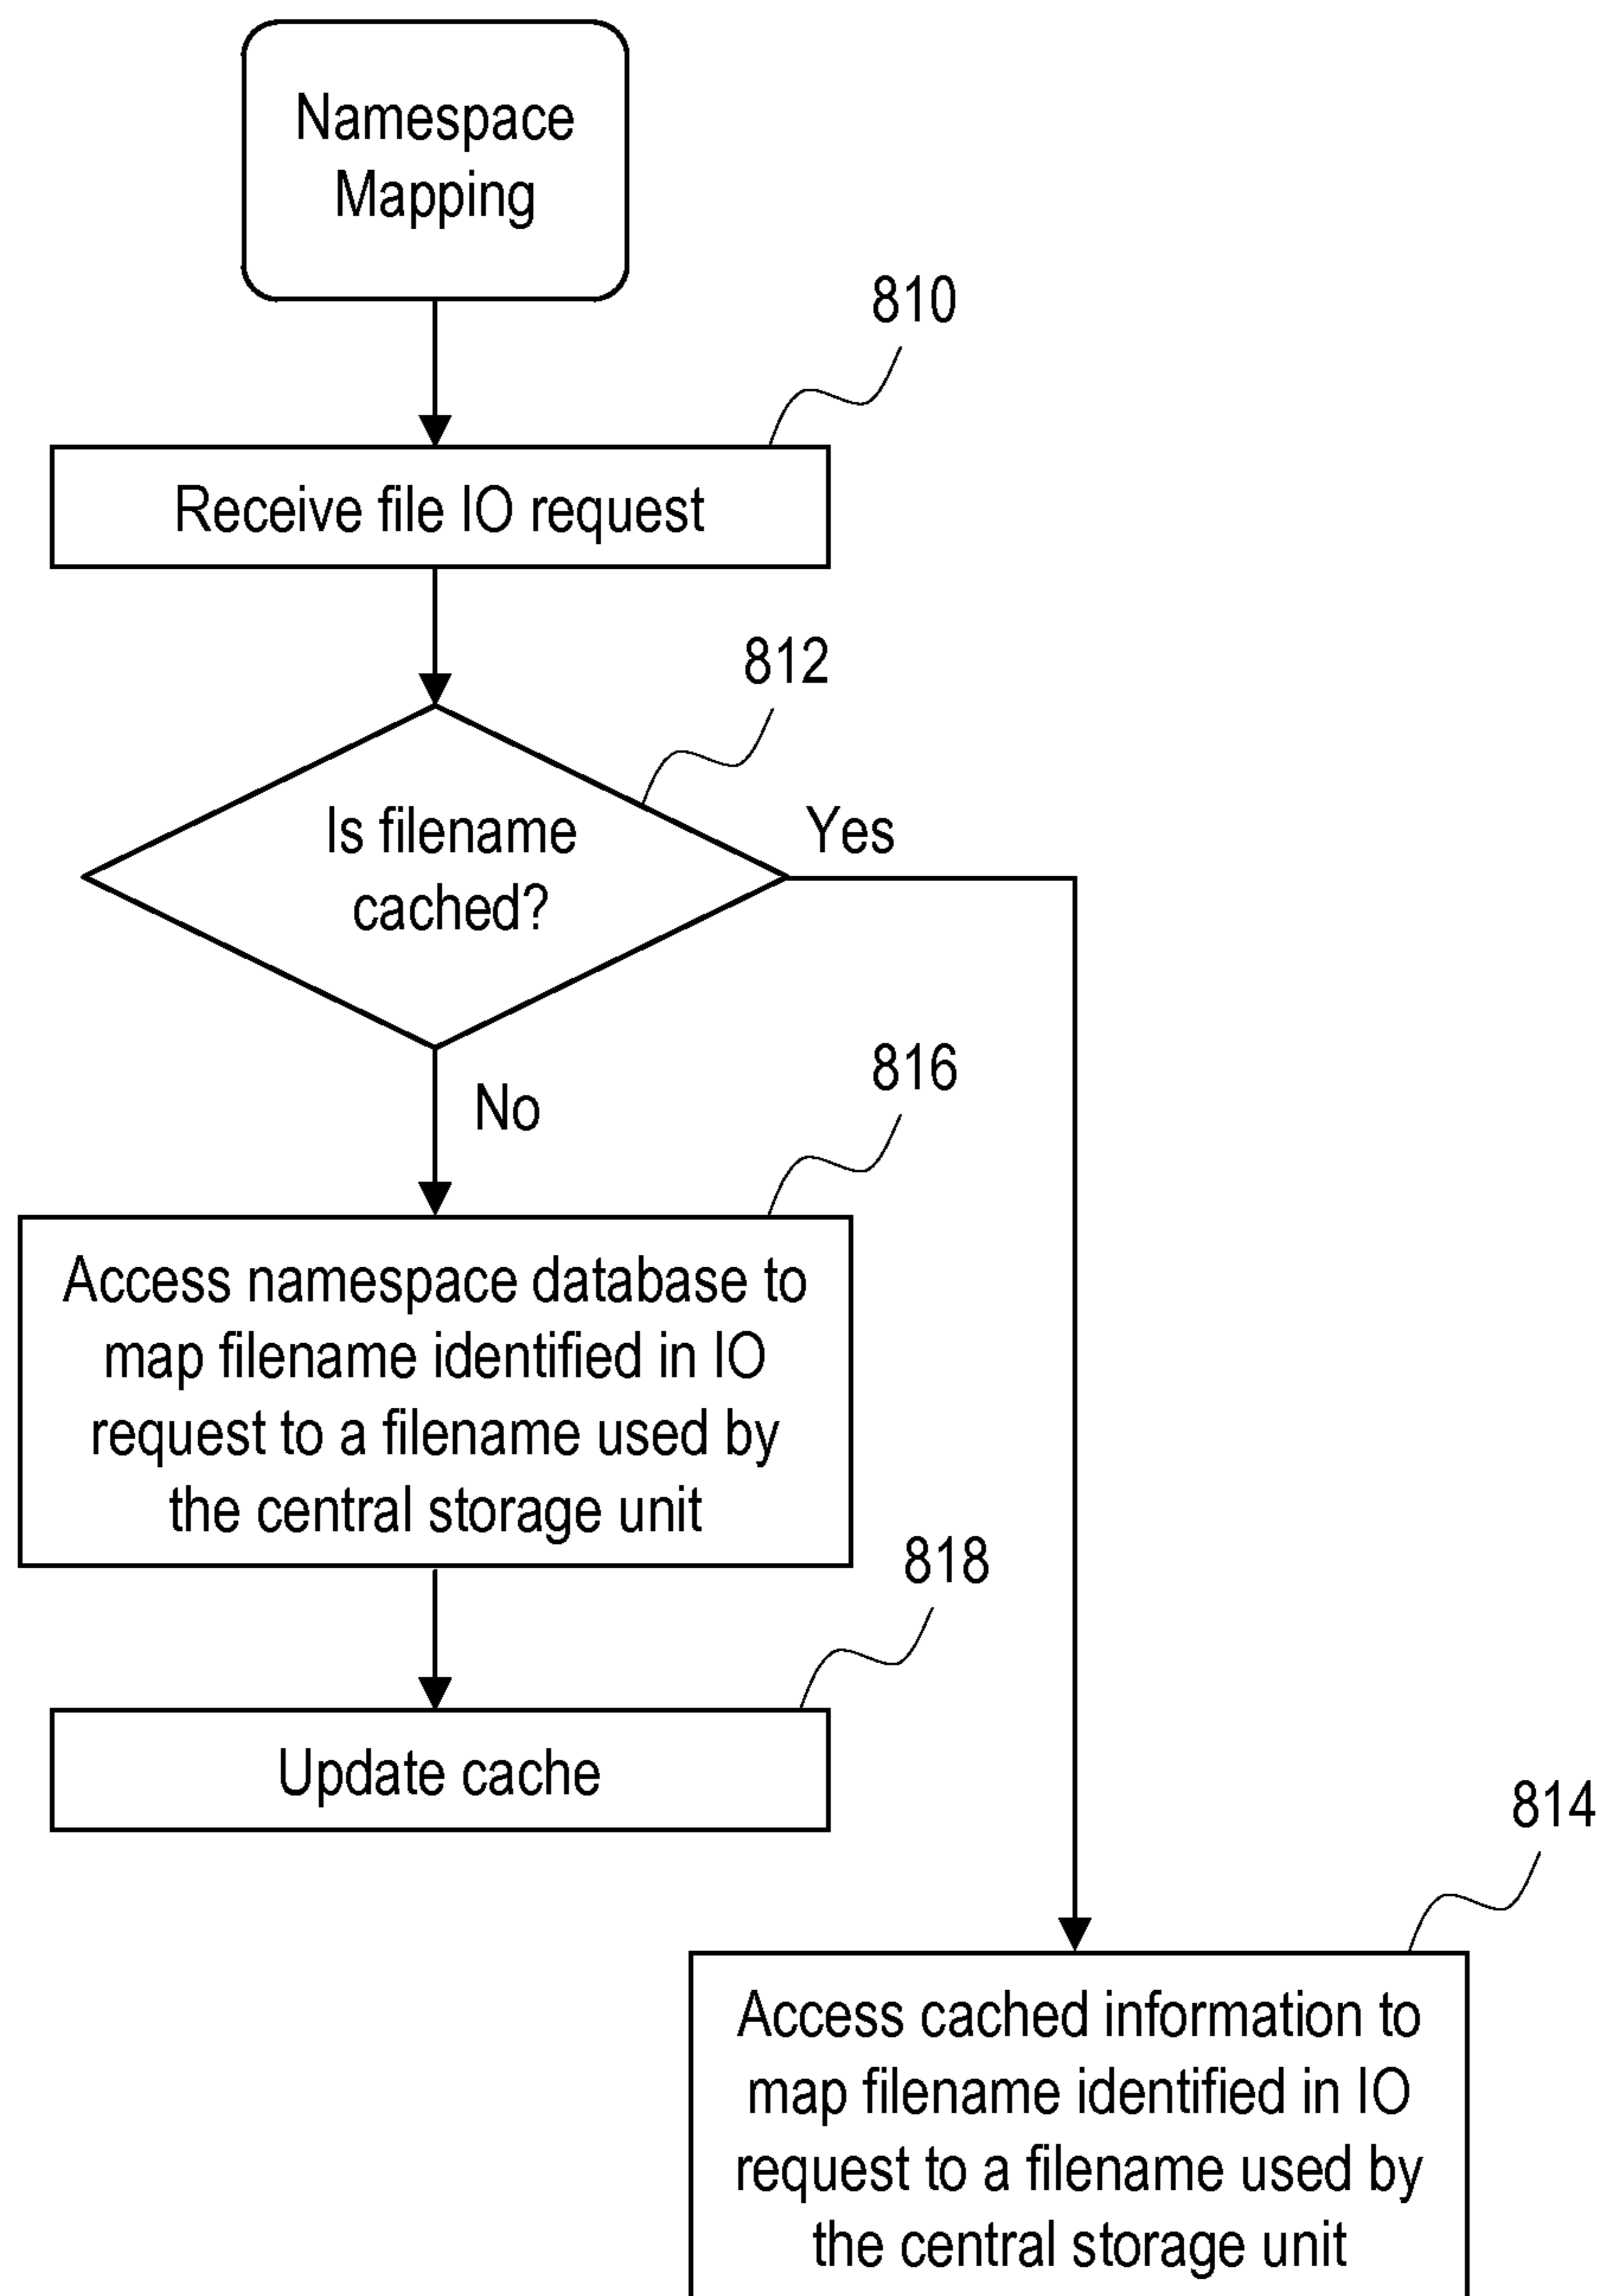 Namespace
Mapping
810
Receive file IO request
812
Is filename
cached?
Yes
No
816
Access namespace database to
map filename identified in IO
request to a filename used by
the central storage unit
818
Update cache
814
Access cached information to
map filename identified in IO
request to a filename used by
the central storage unit